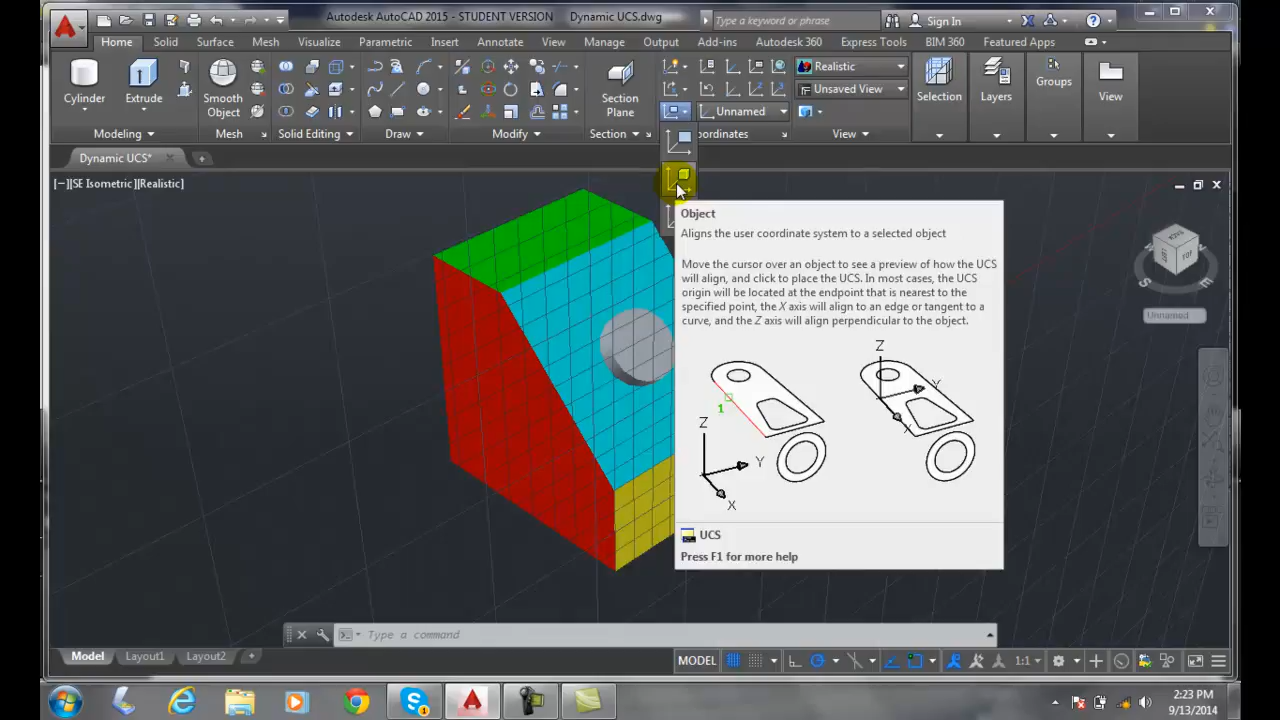 Autodesk AutoCAD 2015 - STUDENT VERSION Dynamic UCS.dwg
Type a keyword or phrase
Sign In
Home Solid Surface Mesh Visualize Parametric Insert Annotate View Manage Output Add-ins Autodesk 360 Express Tools BIM 360 Featured Apps
Realistic
Unsaved View
Unnamed
Cylinder Extrude Smooth Object Section Plane Selection Layers Groups View
Modeling Mesh Solid Editing Draw Modify Section oordinates View
Dynamic UCS*
[−][SE Isometric][Realistic]
Object
Aligns the user coordinate system to a selected object
Move the cursor over an object to see a preview of how the UCS
will align, and click to place the UCS. In most cases, the UCS
origin will be located at the endpoint that is nearest to the
specified point, the X axis will align to an edge or tangent to a
curve, and the Z axis will align perpendicular to the object.
1
Z
Y
X
Z
Y
X
UCS
Press F1 for more help
S
Unnamed
Type a command
Model Layout1 Layout2
MODEL
1:1
1
2:23 PM
9/13/2014